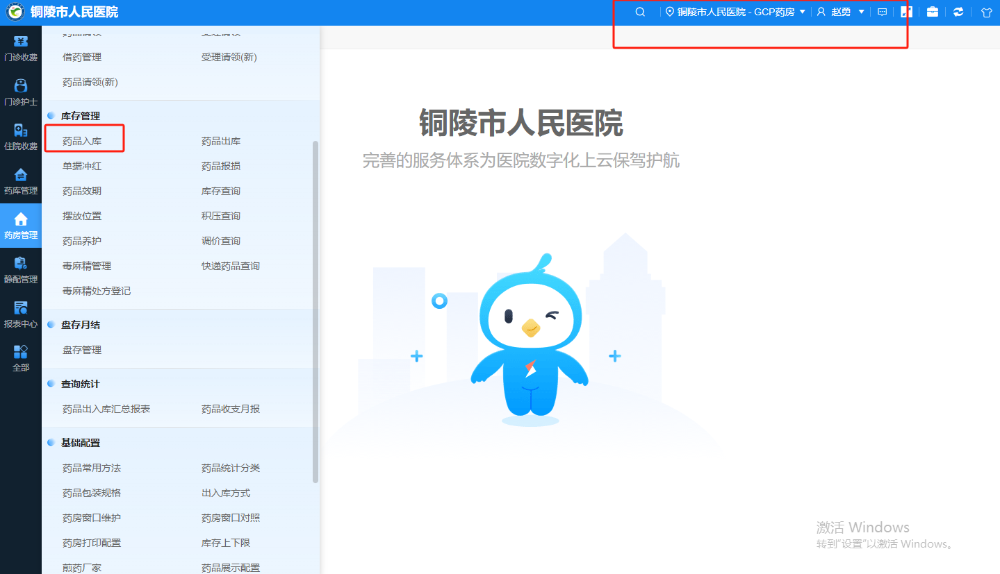 铜陵市人民医院
铜陵市人民医院 - GCP药房
赵勇
门诊收费
门诊护士
住院收费
药库管理
药房管理
静配管理
报表中心
全部
药品请领
受理请领
借药管理
受理请领(新)
药品请领(新)
库存管理
药品入库
药品出库
单据冲红
药品报损
药品效期
库存查询
摆放位置
积压查询
药品养护
调价查询
毒麻精管理
快递药品查询
毒麻精处方登记
盘存月结
盘存管理
查询统计
药品出入库汇总报表
药品收支月报
基础配置
药品常用方法
药品统计分类
药品包装规格
出入库方式
药房窗口维护
药房窗口对照
药房打印配置
库存上下限
煎药厂家
药品展示配置
铜陵市人民医院
完善的服务体系为医院数字化上云保驾护航
激活 Windows
转到“设置”以激活 Windows。